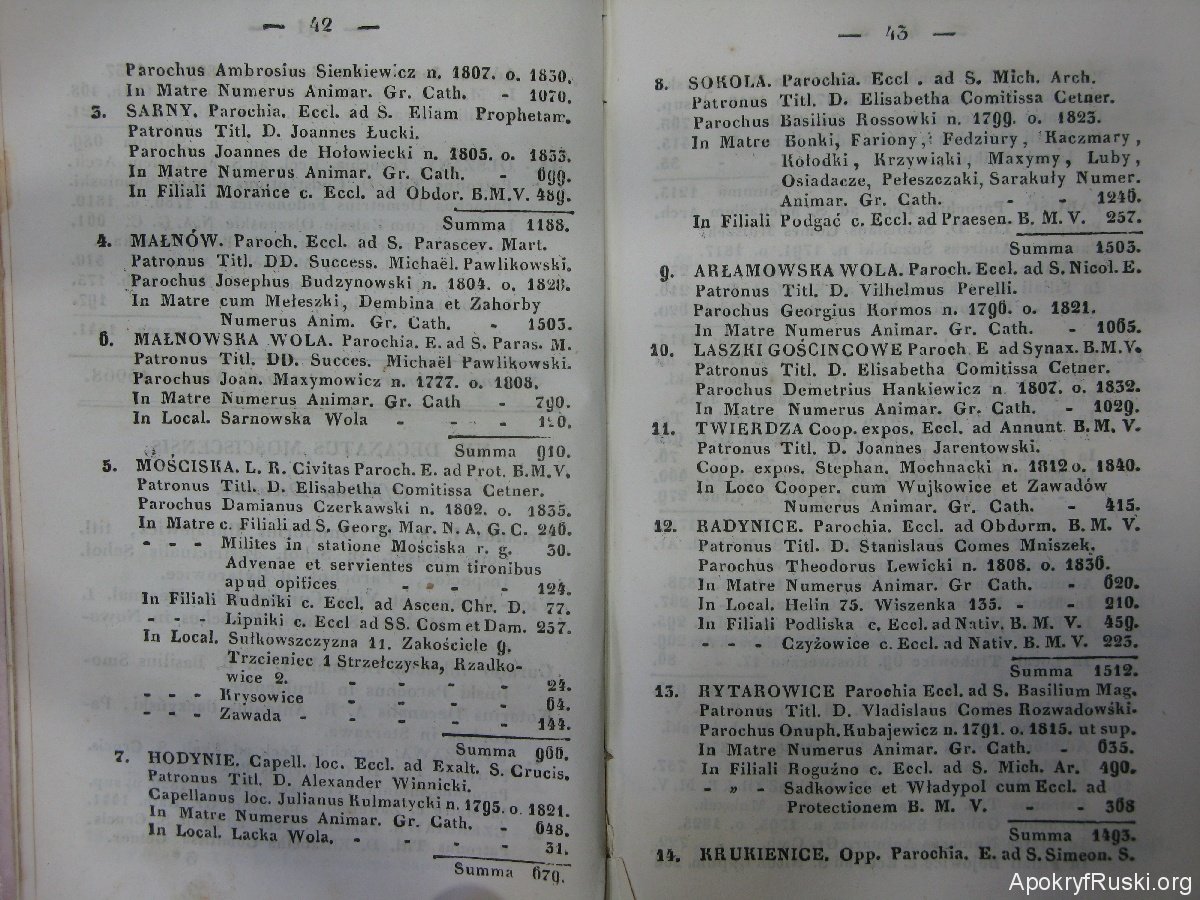 — 42 —
Parochus Ambrosius Sienkiewicz n. 1807. o. 1830.
In Matre Numerus Animar. Gr. Cath. - 1070.
3. SARNY. Parochia. Eccl. ad S. Eliam Prophetam.
Patronus Titl. D. Joannes Łucki.
Parochus Joannes de Hołowiecki n. 1805. o. 1833.
In Matre Numerus Animar. Gr. Cath. - 699.
In Filiali Morańce c. Eccl. ad Obdor. B.M.V. 489.
Summa 1188.
4. MAŁNÓW. Paroch. Eccl. ad S. Parascev. Mart.
Patronus Titl. DD. Success. Michaël. Pawlikowski.
Parochus Josephus Budzynowski n. 1804. o. 1828.
In Matre cum Meleszki, Dembina et Zahorby
Numerus Anim. Gr. Cath. - 1503.
6. MAŁNOWSKA WOLA. Parochia. E. ad S. Paras. M.
Patronus Titl. DD. Succes. Michaël Pawlikowski.
Parochus Joan. Maxymowicz n. 1777. o. 1808.
In Matre Numerus Animar. Gr. Cath - 790.
In Local. Sarnowska Wola - - - 120.
Summa 910.
5. MOŚCISKA. L. R. Civitas Paroch. E. ad Prot. B.M.V.
Patronus Titl. D. Elisabetha Comitissa Cetner.
Parochus Damianus Czerkawski n. 1802. o. 1835.
In Matre c. Filiali ad S. Georg. Mar. N. A. G. C. 246.
- - - Milites in statione Mościska r. g. 30.
Advenae et servientes cum tironibus
apud opifices - - - 124.
In Filiali Rudniki c. Eccl. ad Ascen. Chr. D. 77.
- - - Lipniki c. Eccl ad SS. Cosm et Dam. 257.
In Local. Sułkowszczyzna 11. Zakościele 9.
Trzcieniec 1 Strzełczyska, Rzadko-
wice 2. - - - - 24.
- - - Krysowice - - - - 64.
- - - Zawada - - - - - 144.
Summa 966.
7. HODYNIE. Capell. loc. Eccl. ad Exalt. S. Crucis.
Patronus Titl. D. Alexander Winnicki.
Capellanus loc. Julianus Kulmatycki n. 1795. o. 1821.
In Matre Numerus Animar. Gr. Cath. - 648.
In Local. Lacka Wola. - - - - 31.
Summa 679.
— 43 —
8. SOKOLA. Parochia. Eccl . ad S. Mich. Arch.
Patronus Titl. D. Elisabetha Comitissa Cetner.
Parochus Basilius Rossowki n. 1799. o. 1823.
In Matre Bonki, Fariony, Fedziury, Kaczmary,
Kołodki, Krzywiaki, Maxymy, Luby,
Osiadacze, Pełeszczaki, Sarakuły Numer.
Animar. Gr. Cath. - - 1246.
In Filiali Podgać c. Eccl. ad Praesen. B. M. V. 257.
Summa 1503.
9. ARŁAMOWSKA WOLA. Paroch. Eccl. ad S. Nicol. E.
Patronus Titl. D. Vilhelmus Perelli.
Parochus Georgius Kormos n. 1796. o. 1821.
In Matre Numerus Animar. Gr. Cath. - 1065.
10. LASZKI GOŚCINCOWE Paroch. E ad Synax. B.M.V.
Patronus Titl. D. Elisabetha Comitissa Cetner.
Parochus Demetrius Hankiewicz n. 1807. o. 1832.
In Matre Numerus Animar. Gr. Cath. - 1029.
11. TWIERDZA Coop. expos. Eccl. ad Annunt. B. M. V.
Patronus Titl. D. Joannes Jarentowski.
Coop. expos. Stephan. Mochnacki n. 1812 o. 1840.
In Loco Cooper. cum Wujkowice et Zawadów
Numerus Animar. Gr. Cath. - 415.
12. RADYNICE. Parochia. Eccl. ad Obdorm. B. M. V.
Patronus Titl. D. Stanislaus Comes Mniszek.
Parochus Theodorus Lewicki n. 1808. o. 1836.
In Matre Numerus Animar. Gr Cath. - 620.
In Local. Helin 75. Wiszenka 135. - - 210.
In Filiali Podliska c. Eccl. ad Nativ. B. M. V. 459.
- - - Czyżowice c. Eccl. ad Nativ. B. M. V. 223.
Summa 1512.
13. RYTAROWICE Parochia Eccl. ad S. Basilium Mag.
Patronus Titl. D. Vladislaus Comes Rozwadowśki.
Parochus Onuph. Kubajewicz n. 1791. o. 1815. ut sup.
In Matre Numerus Animar. Gr. Cath. - 635.
In Filiali Roguźno c. Eccl. ad S. Mich. Ar. 490.
- „ - Sadkowice et Władypol cum Eccl. ad
Protectionem B. M. V. - - 368
Summa 1493.
14. KRUKIENICE. Opp. Parochia. E. ad S. Simeon. S.
ApokryfRuski.org